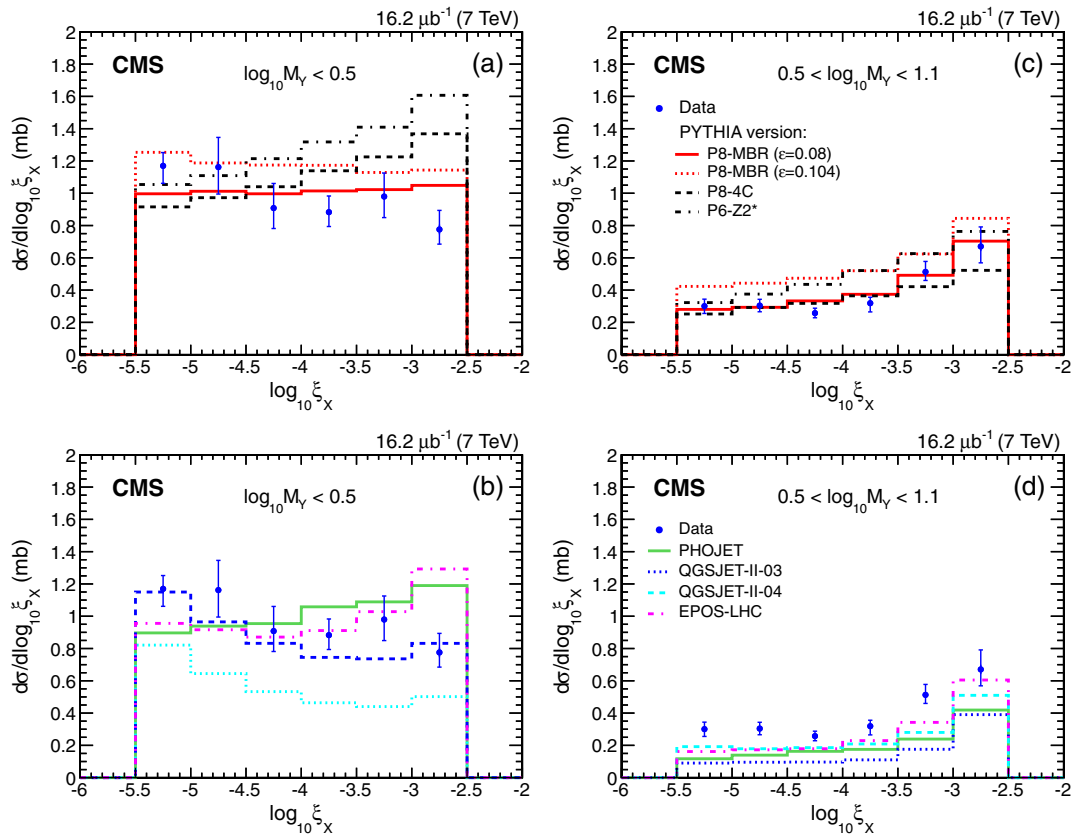 16.2 μb⁻¹ (7 TeV)
CMS
log₁₀M_Y < 0.5
(a)
dσ/dlog₁₀ξ_X (mb)
2
1.8
1.6
1.4
1.2
1
0.8
0.6
0.4
0.2
0
-6 -5.5 -5 -4.5 -4 -3.5 -3 -2.5 -2
log₁₀ξ_X
16.2 μb⁻¹ (7 TeV)
CMS
0.5 < log₁₀M_Y < 1.1
(c)
Data
PYTHIA version:
P8-MBR (ε=0.08)
P8-MBR (ε=0.104)
P8-4C
P6-Z2*
dσ/dlog₁₀ξ_X (mb)
2
1.8
1.6
1.4
1.2
1
0.8
0.6
0.4
0.2
0
-6 -5.5 -5 -4.5 -4 -3.5 -3 -2.5 -2
log₁₀ξ_X
16.2 μb⁻¹ (7 TeV)
CMS
log₁₀M_Y < 0.5
(b)
dσ/dlog₁₀ξ_X (mb)
2
1.8
1.6
1.4
1.2
1
0.8
0.6
0.4
0.2
0
-6 -5.5 -5 -4.5 -4 -3.5 -3 -2.5 -2
log₁₀ξ_X
16.2 μb⁻¹ (7 TeV)
CMS
0.5 < log₁₀M_Y < 1.1
(d)
Data
PHOJET
QGSJET-II-03
QGSJET-II-04
EPOS-LHC
dσ/dlog₁₀ξ_X (mb)
2
1.8
1.6
1.4
1.2
1
0.8
0.6
0.4
0.2
0
-6 -5.5 -5 -4.5 -4 -3.5 -3 -2.5 -2
log₁₀ξ_X